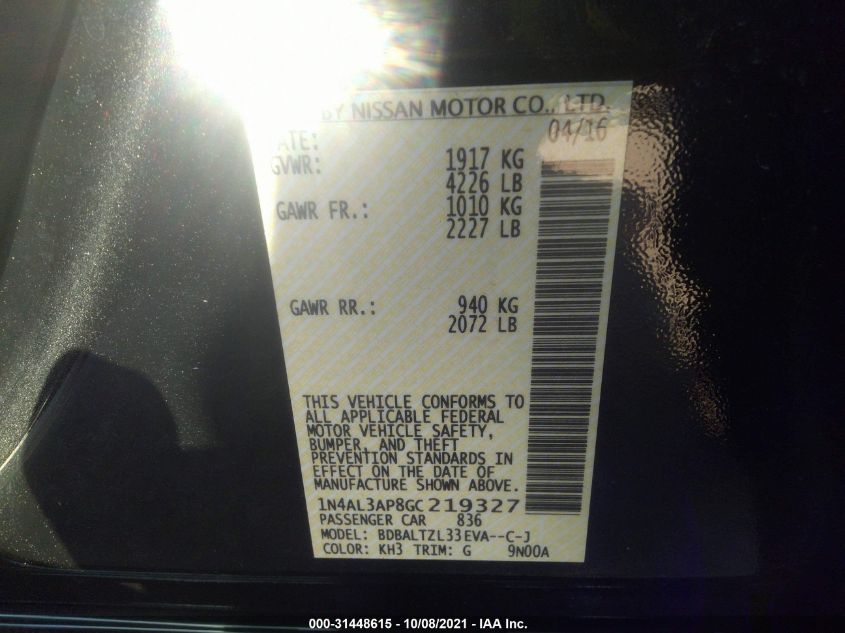 BY NISSAN MOTOR CO., LTD.
ATE: 04/16
GVWR: 1917 KG
4226 LB
GAWR FR.: 1010 KG
2227 LB
GAWR RR.: 940 KG
2072 LB
THIS VEHICLE CONFORMS TO
ALL APPLICABLE FEDERAL
MOTOR VEHICLE SAFETY,
BUMPER, AND THEFT
PREVENTION STANDARDS IN
EFFECT ON THE DATE OF
MANUFACTURE SHOWN ABOVE.
1N4AL3AP8GC219327
PASSENGER CAR 836
MODEL: BDBALTZL33EVA--C-J
COLOR: KH3 TRIM: G 9N00A
000-31448615 - 10/08/2021 - IAA Inc.